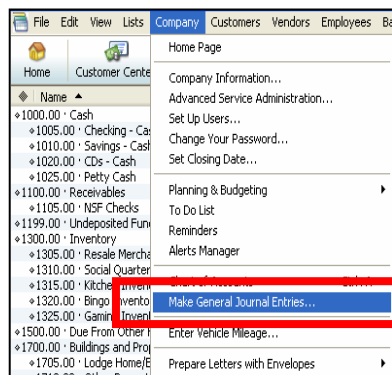 File Edit View Lists Company Customers Vendors Employees Ba
Home Customer Cente
Name
1000.00 · Cash
1005.00 · Checking - Ca
1010.00 · Savings - Cash
1020.00 · CDs - Cash
1025.00 · Petty Cash
1100.00 · Receivables
1105.00 · NSF Checks
1199.00 · Undeposited Fun
1300.00 · Inventory
1305.00 · Resale Mercha
1310.00 · Social Quarter
1315.00 · Kitche
1320.00 · Bingo
1325.00 · Gamin
1500.00 · Due From Other
1700.00 · Buildings and Prop
1705.00 · Lodge Home/B
Home Page
Company Information...
Advanced Service Administration...
Set Up Users...
Change Your Password...
Set Closing Date...
Planning & Budgeting
To Do List
Reminders
Alerts Manager
Make General Journal Entries...
Enter Vehicle Mileage...
Prepare Letters with Envelopes